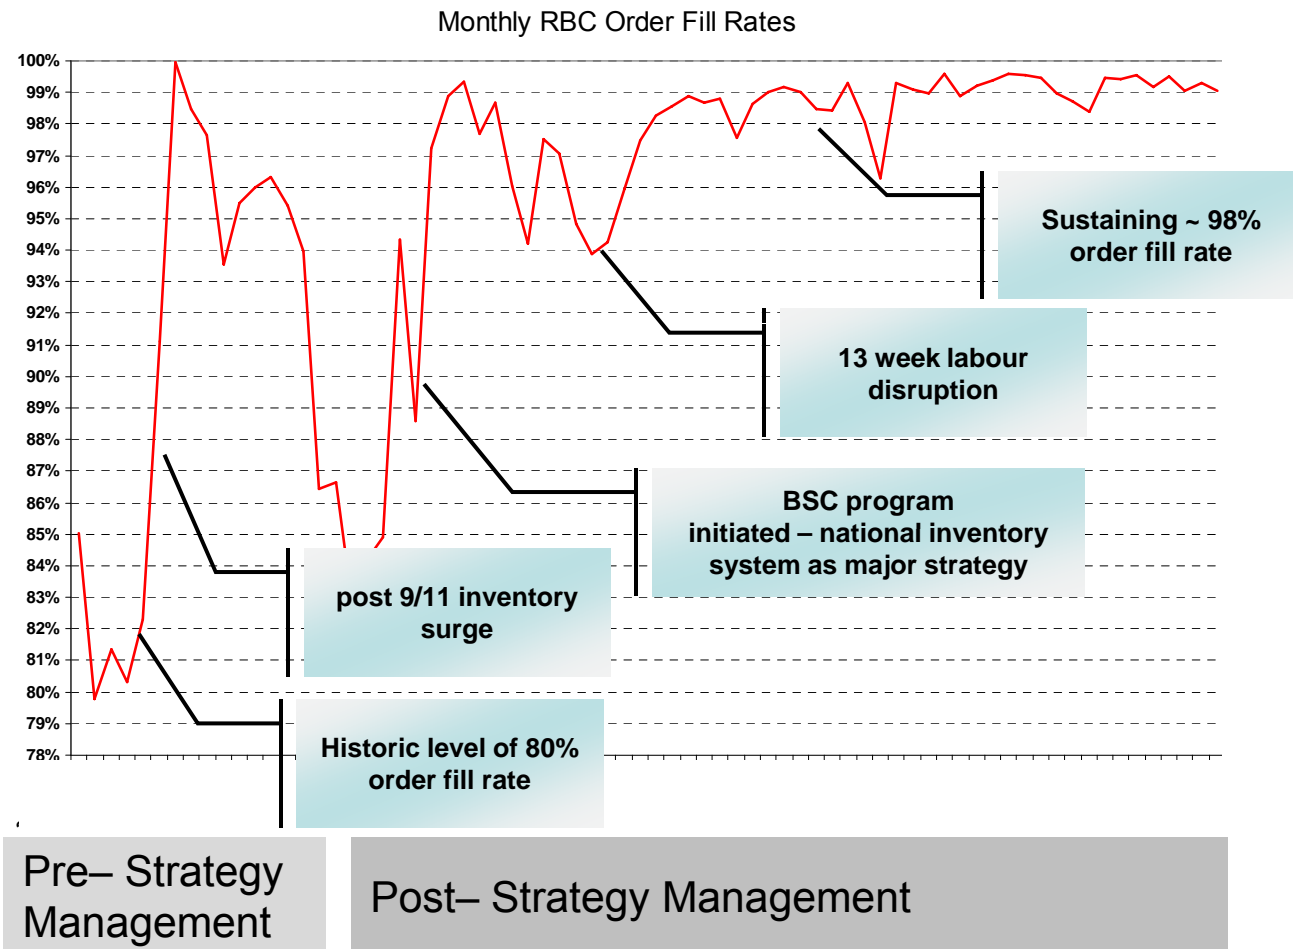 Monthly RBC Order Fill Rates
100%
99%
98%
97%
96%
95%
94%
93%
92%
91%
90%
89%
88%
87%
86%
85%
84%
83%
82%
81%
80%
79%
78%
Sustaining ~ 98%
order fill rate
13 week labour
disruption
BSC program
initiated – national inventory
system as major strategy
post 9/11 inventory
surge
Historic level of 80%
order fill rate
Pre– Strategy
Management
Post– Strategy Management